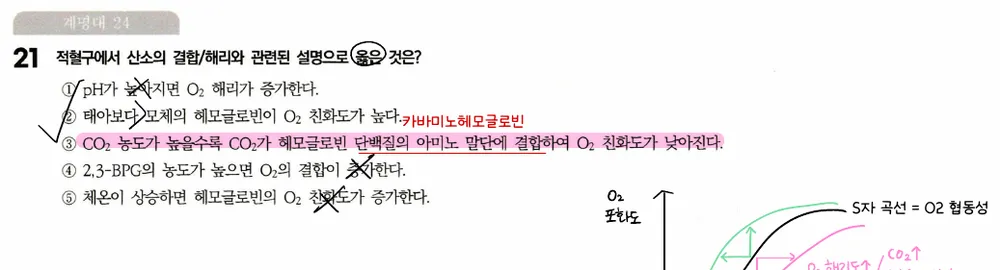 계명대 24
21 적혈구에서 산소의 결합/해리와 관련된 설명으로 옳은 것은?
① pH가 높아지면 O₂ 해리가 증가한다.
② 태아보다 모체의 헤모글로빈이 O₂ 친화도가 높다.
카바미노헤모글로빈
③ CO₂ 농도가 높을수록 CO₂가 헤모글로빈 단백질의 아미노 말단에 결합하여 O₂ 친화도가 낮아진다.
④ 2,3-BPG의 농도가 높으면 O₂의 결합이 증가한다.
⑤ 체온이 상승하면 헤모글로빈의 O₂ 친화도가 증가한다.
O₂
포화도
S자 곡선 = O2 협동성
O₂ 해리도↑ / CO₂↑